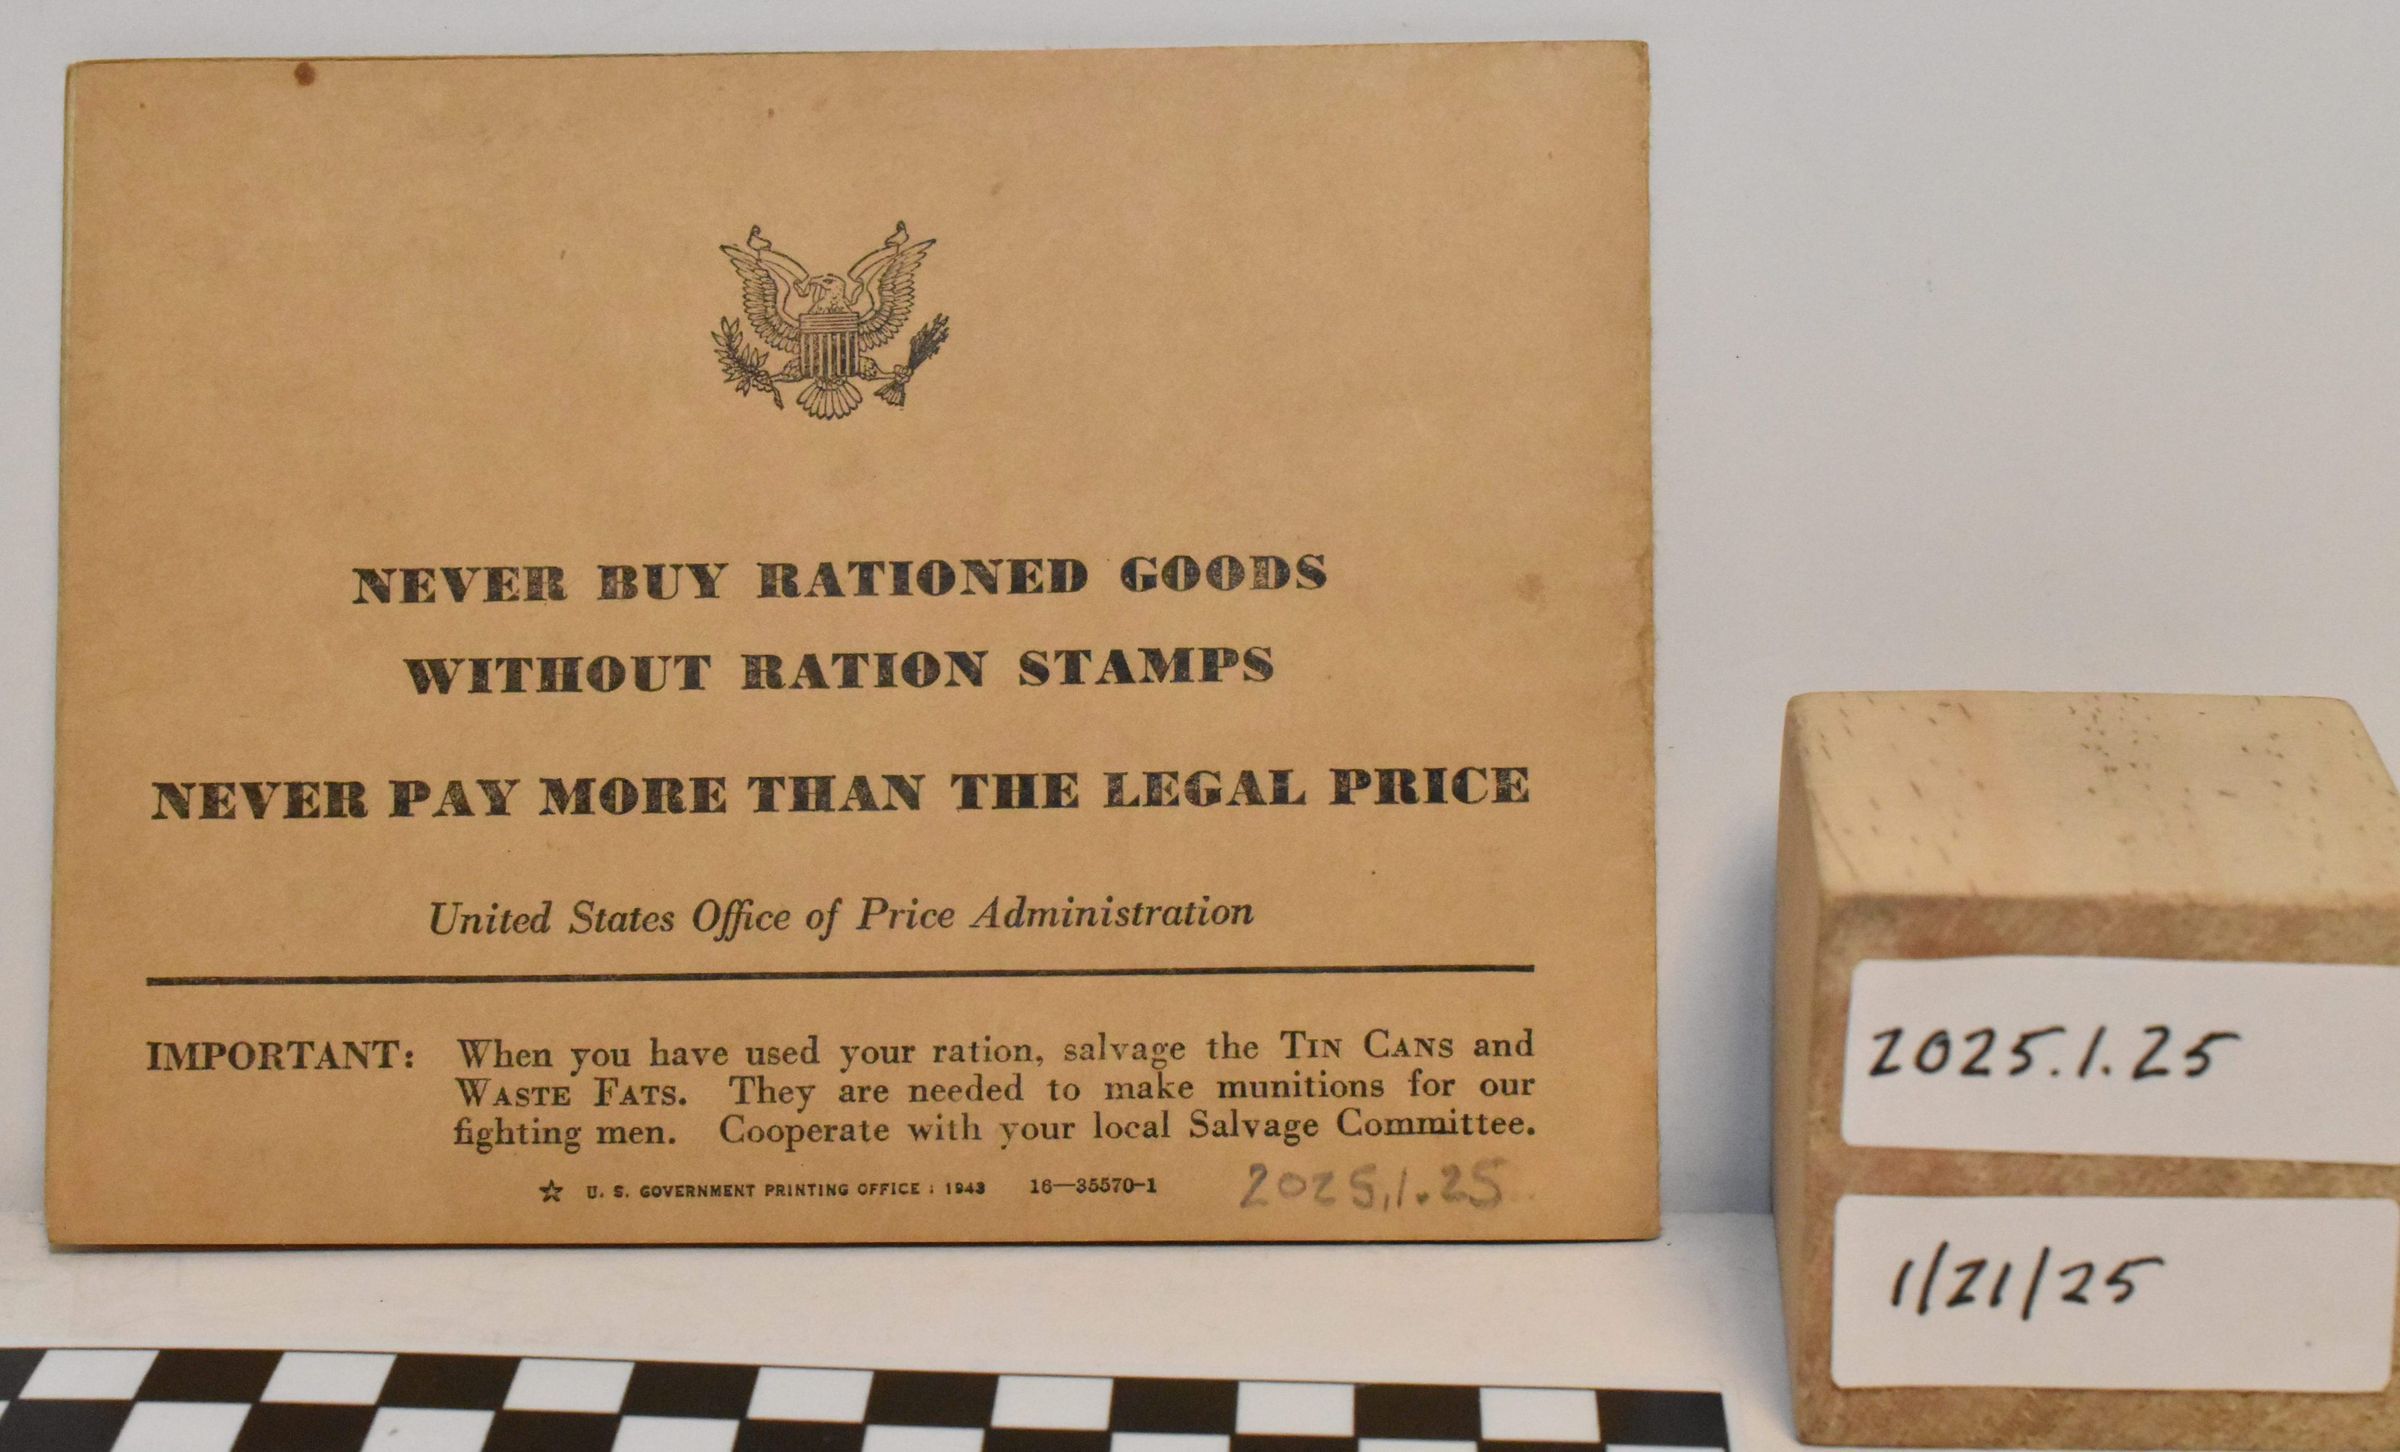 NEVER BUY RATIONED GOODS
WITHOUT RATION STAMPS
NEVER PAY MORE THAN THE LEGAL PRICE
United States Office of Price Administration
IMPORTANT: When you have used your ration, salvage the TIN CANS and
WASTE FATS. They are needed to make munitions for our
fighting men. Cooperate with your local Salvage Committee.
☆ U. S. GOVERNMENT PRINTING OFFICE : 1943 16—35570-1
2025.1.25
2025.1.25
1/21/25